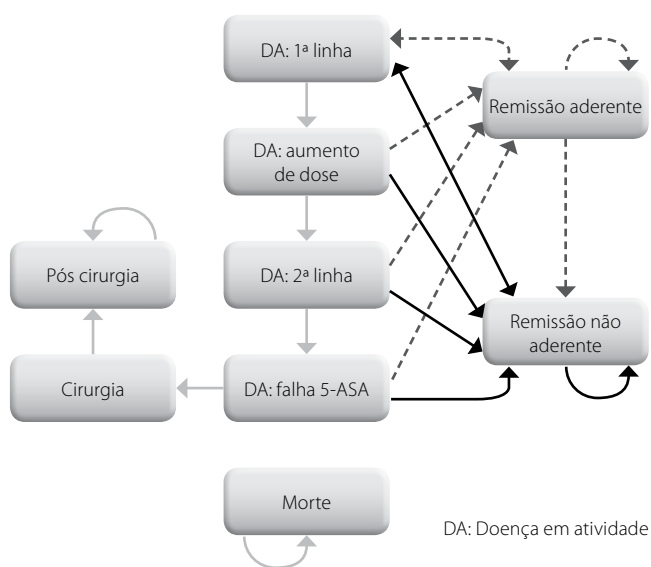 DA: 1ª linha
Remissão aderente
DA: aumento
de dose
Pós cirurgia
DA: 2ª linha
Remissão não
aderente
Cirurgia
DA: falha 5-ASA
Morte
DA: Doença em atividade